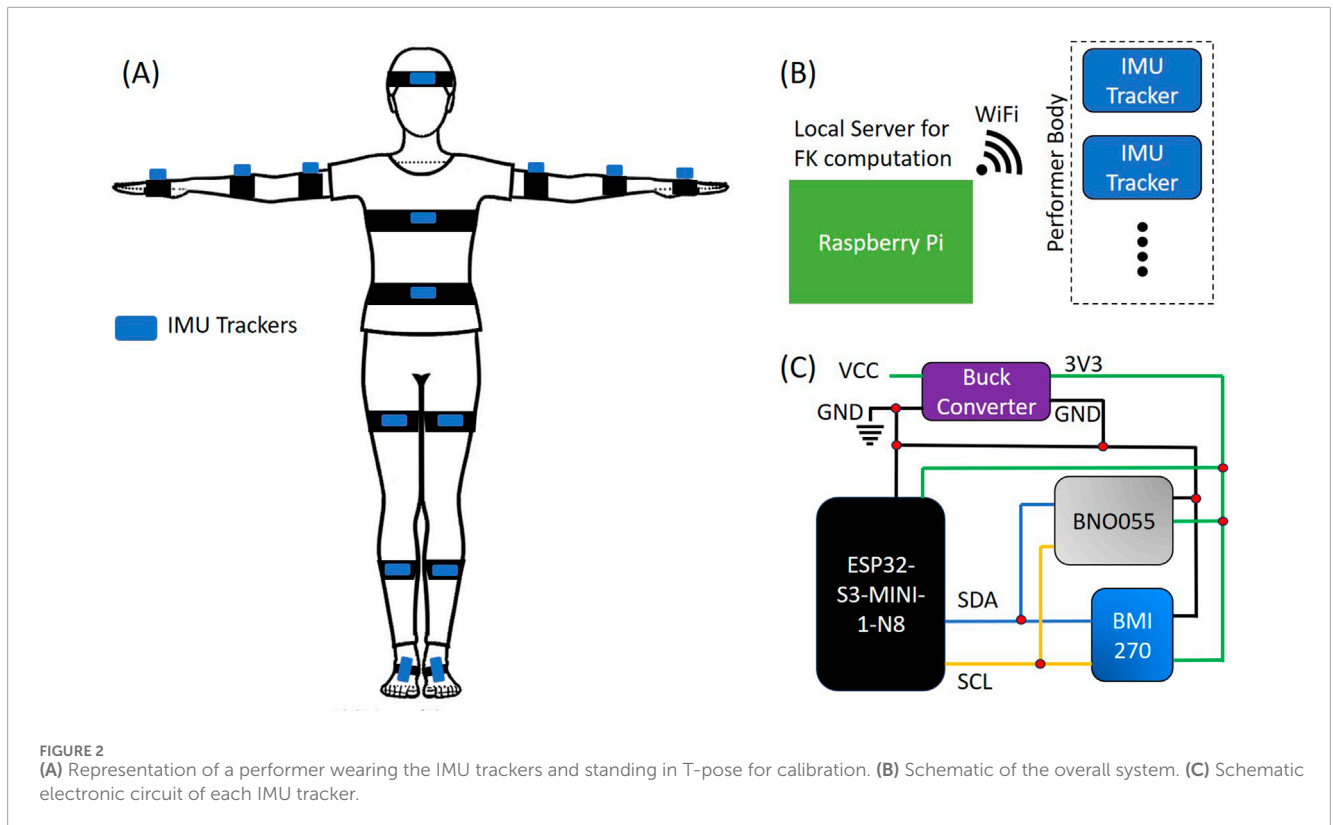 (A)
IMU Trackers
(B)
Local Server for
FK computation
WiFi
Raspberry Pi
Performer Body
IMU
Tracker
IMU
Tracker
(C)
VCC
Buck
Converter
3V3
GND
GND
ESP32-
S3-MINI-
1-N8
SDA
SCL
BNO055
BMI
270
FIGURE 2
(A) Representation of a performer wearing the IMU trackers and standing in T-pose for calibration. (B) Schematic of the overall system. (C) Schematic
electronic circuit of each IMU tracker.